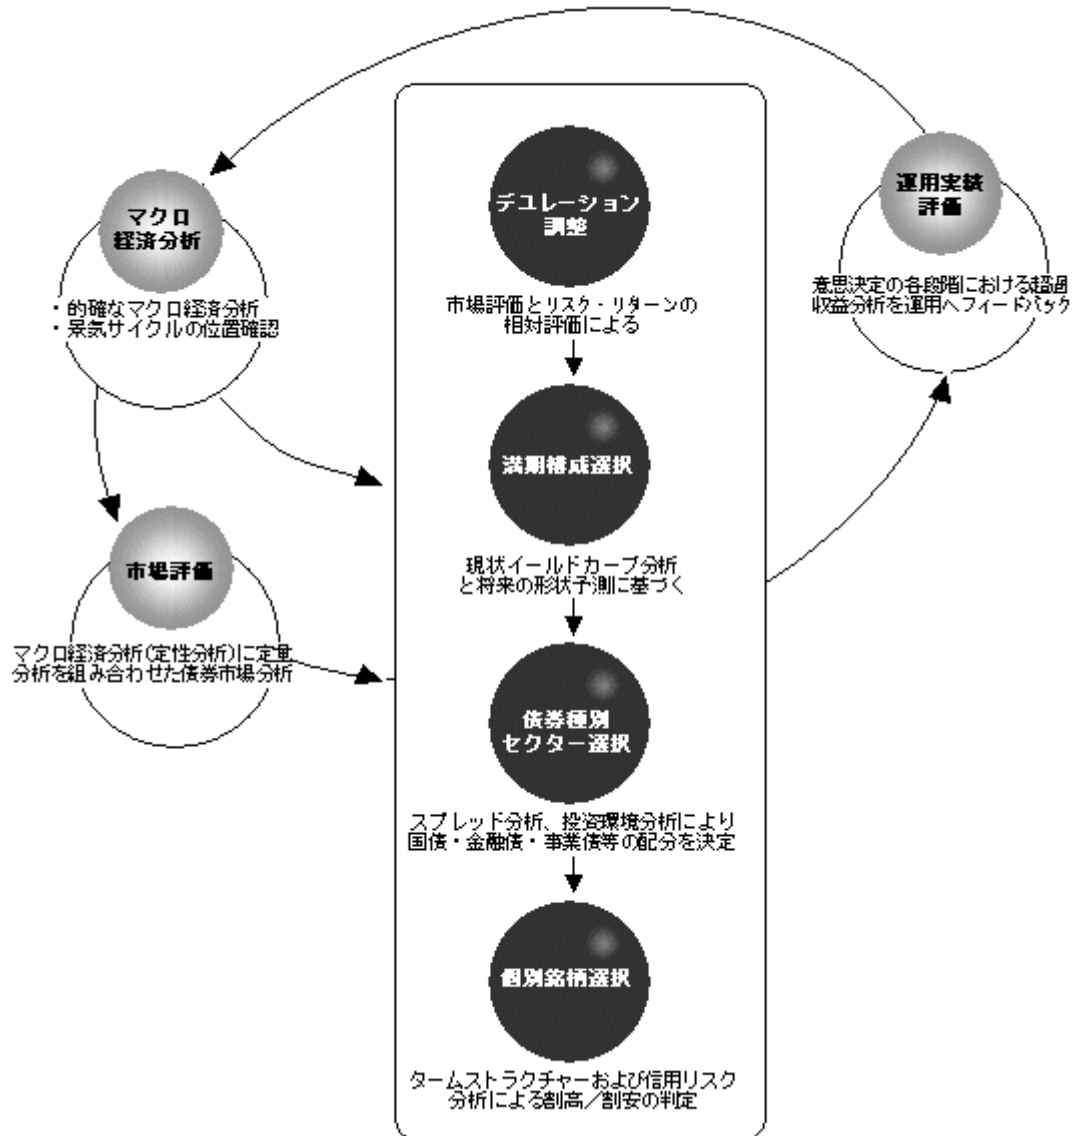 マクロ
経済分析
・的確なマクロ経済分析
・景気サイクルの位置確認
市場評価
マクロ経済分析(定性分析)に定量
分析を組み合わせた債券市場分析
デュレーション
調整
市場評価とリスク・リターンの
相対評価による
満期構成選択
現状イールドカーブ分析
と将来の形状予測に基づく
債券種別
セクター選択
スプレッド分析、投資環境分析により
国債・金融債・事業債等の配分を決定
個別銘柄選択
タームストラクチャーおよび信用リスク
分析による割高／割安の判定
運用実績
評価
意思決定の各段階における超過
収益分析を運用へフィードバック